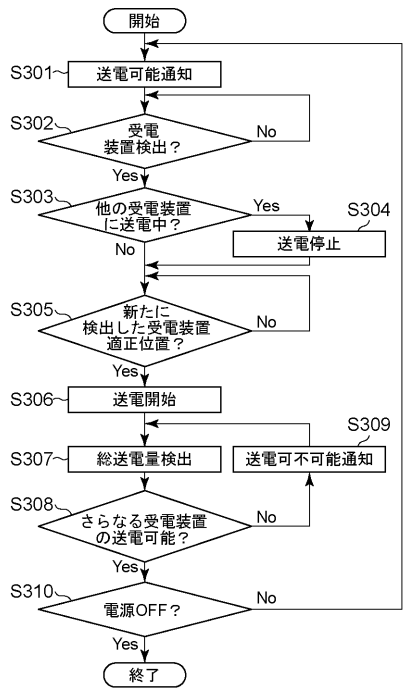 開始
S301
送電可能通知
S302
受電
装置検出？
No
Yes
S303
他の受電装置
に送電中？
Yes
No
S304
送電停止
S305
新たに
検出した受電装置
適正位置？
No
Yes
S306
送電開始
S307
総送電量検出
S309
送電可不可能通知
S308
さらなる受電装置
の送電可能？
No
Yes
S310
電源OFF？
No
Yes
終了